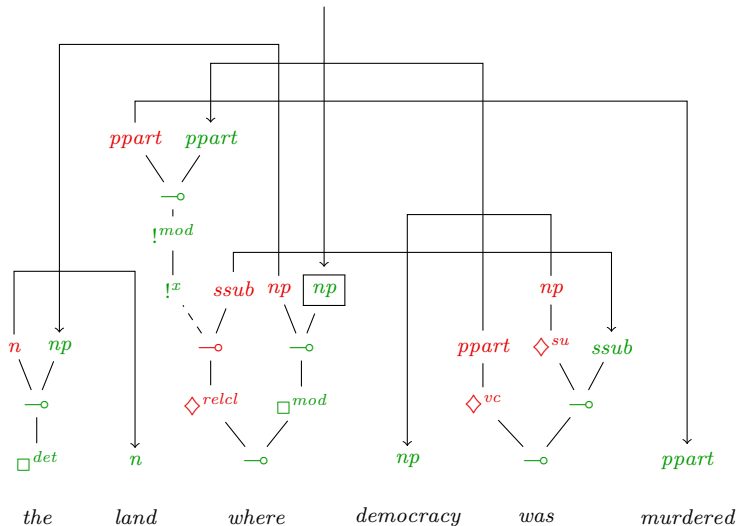 ppart ppart
⊸
!mod
!x ssub np np np
n np ⊸ ⊸ ppart ◇su ssub
⊸ ◇relcl □mod ◇vc ⊸
□det n ⊸ np ⊸ ppart
the land where democracy was murdered